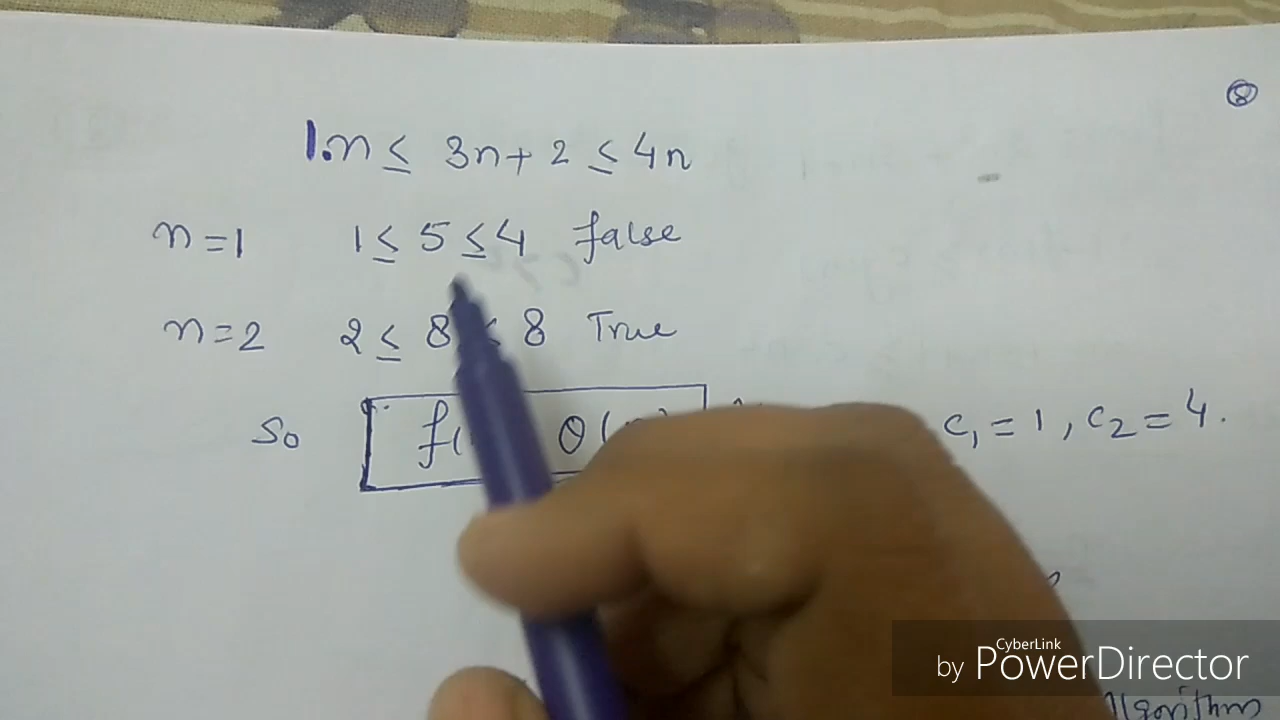 8
1.n ≤ 3n + 2 ≤ 4n
n = 1 1 ≤ 5 ≤ 4 false
n = 2 2 ≤ 8 ≤ 8 True
So f( θ( c₁ = 1, c₂ = 4.
CyberLink
by PowerDirector